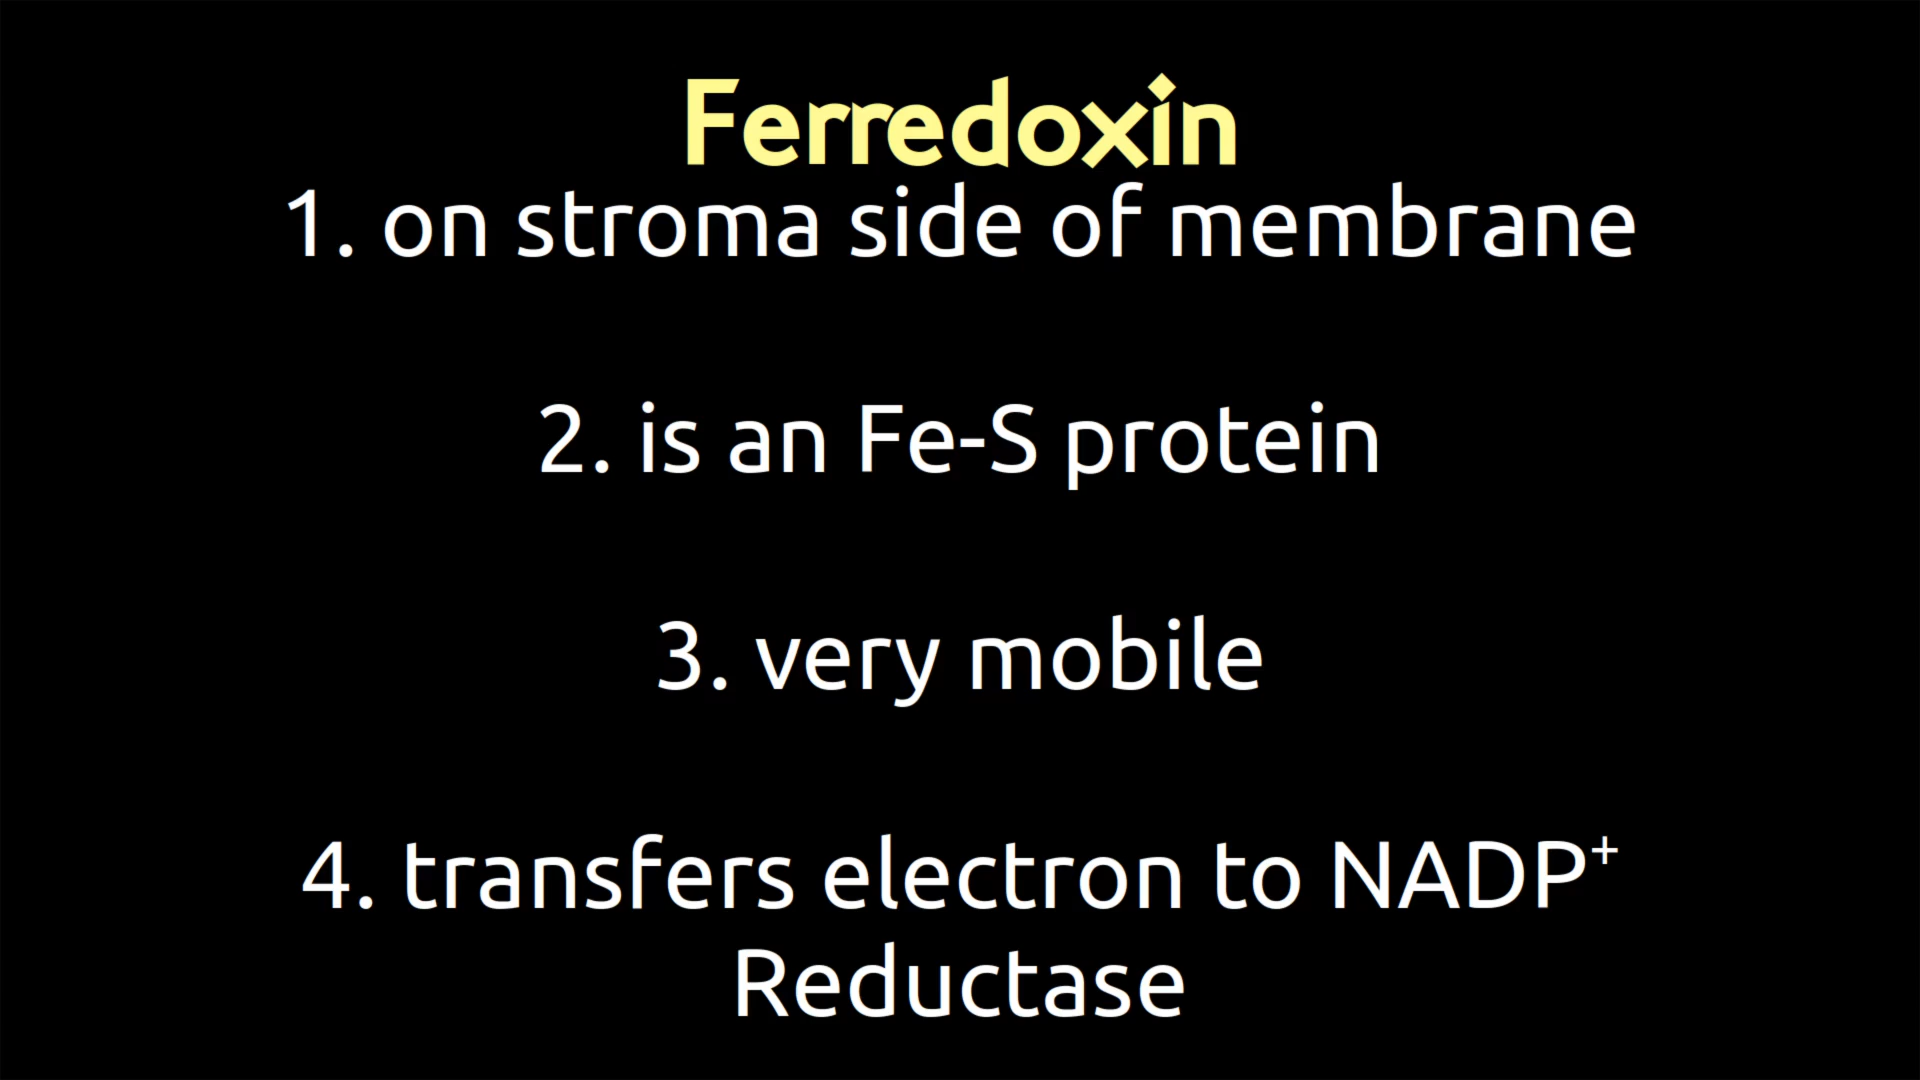 Ferredoxin
1. on stroma side of membrane
2. is an Fe-S protein
3. very mobile
4. transfers electron to NADP⁺
Reductase